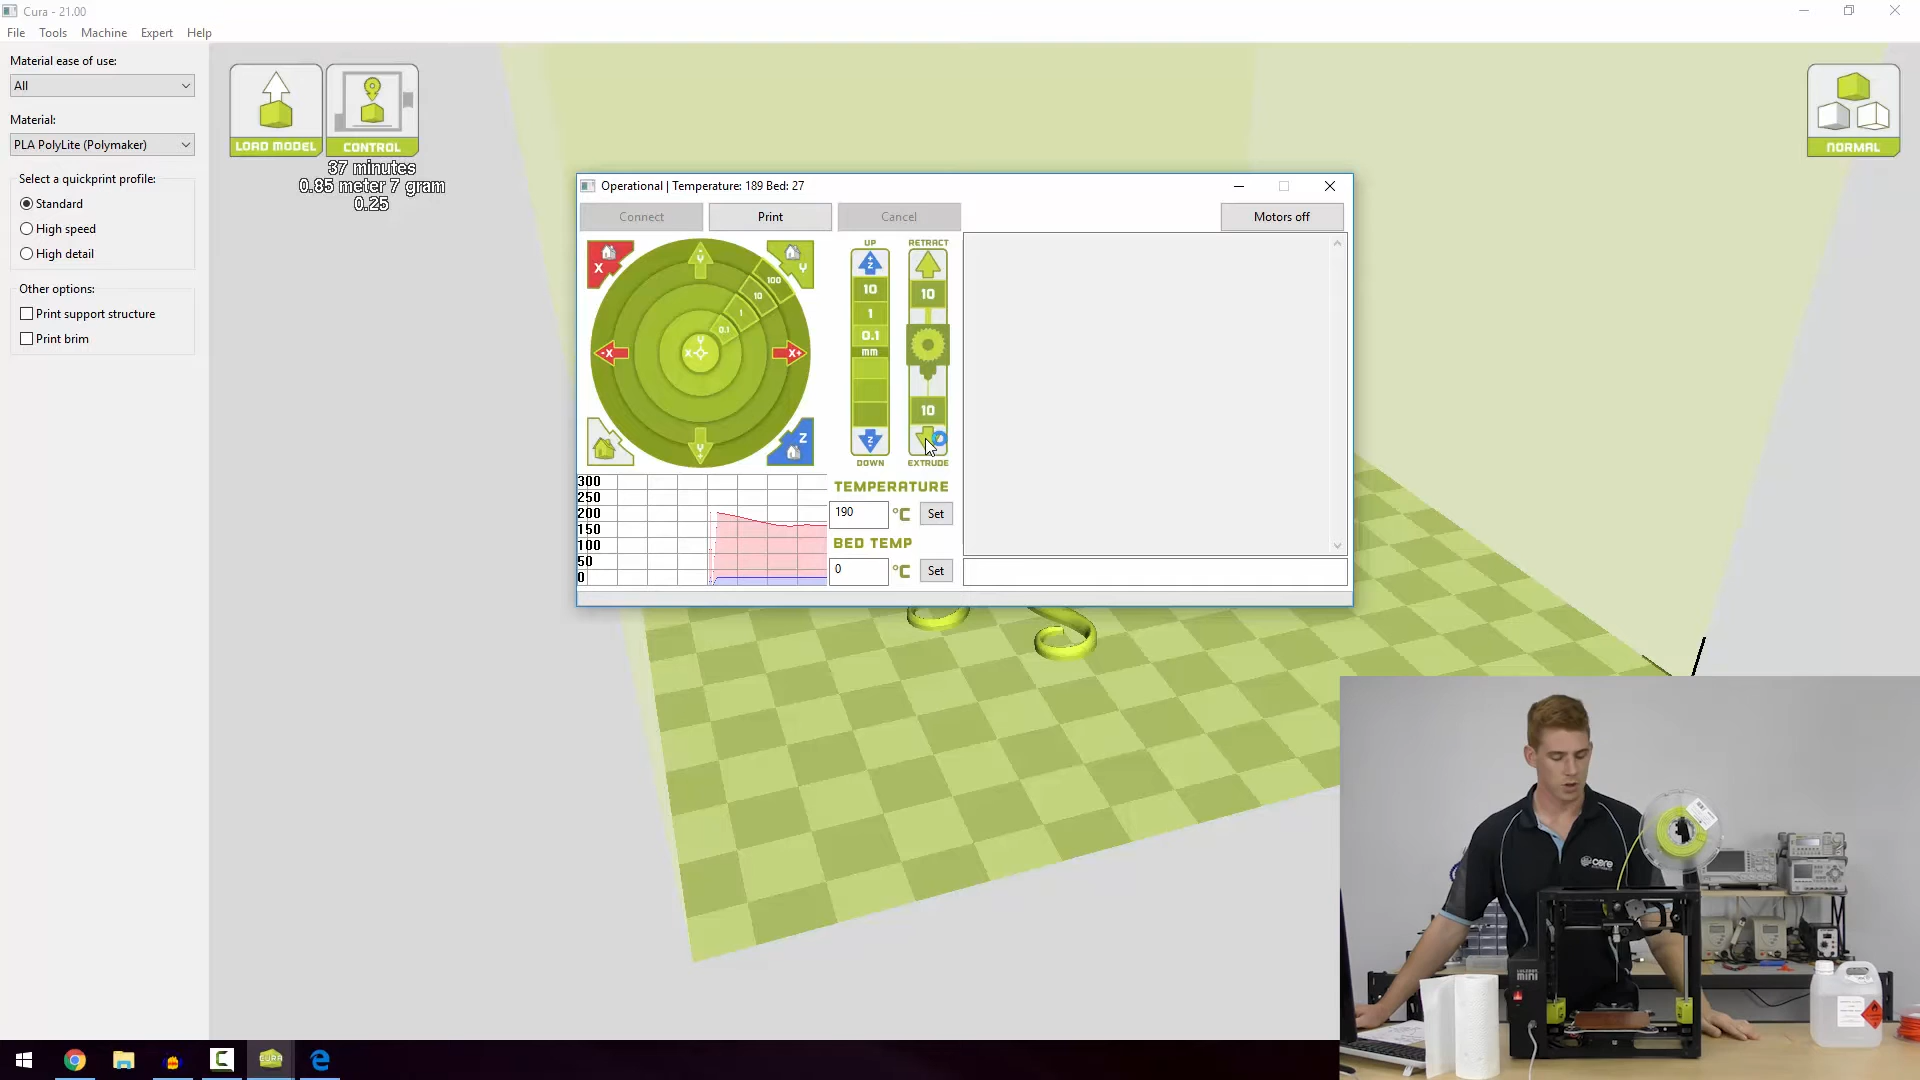 Cura - 21.00
File Tools Machine Expert Help
Material ease of use:
All
Material:
PLA PolyLite (Polymaker)
Select a quickprint profile:
Standard
High speed
High detail
Other options:
Print support structure
Print brim
LOAD MODEL
CONTROL
37 minutes
0.85 meter 7 gram
0.25
NORMAL
Operational | Temperature: 189 Bed: 27
Connect Print Cancel Motors off
X
Y
Y
100
10
1
0.1
-X
Y
X
X+
Y
Z
UP
+Z
10
1
0.1
mm
Z-
DOWN
RETRACT
10
10
EXTRUDE
300
250
200
150
100
50
0
TEMPERATURE
190 °C Set
BED TEMP
0 °C Set
core
MINI
CURA